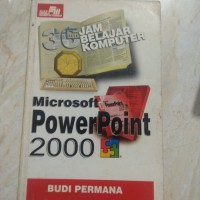 36 JAM
BELAJAR
KOMPUTER
Microsoft
PowerPoint
2000
BUDI PERMANA